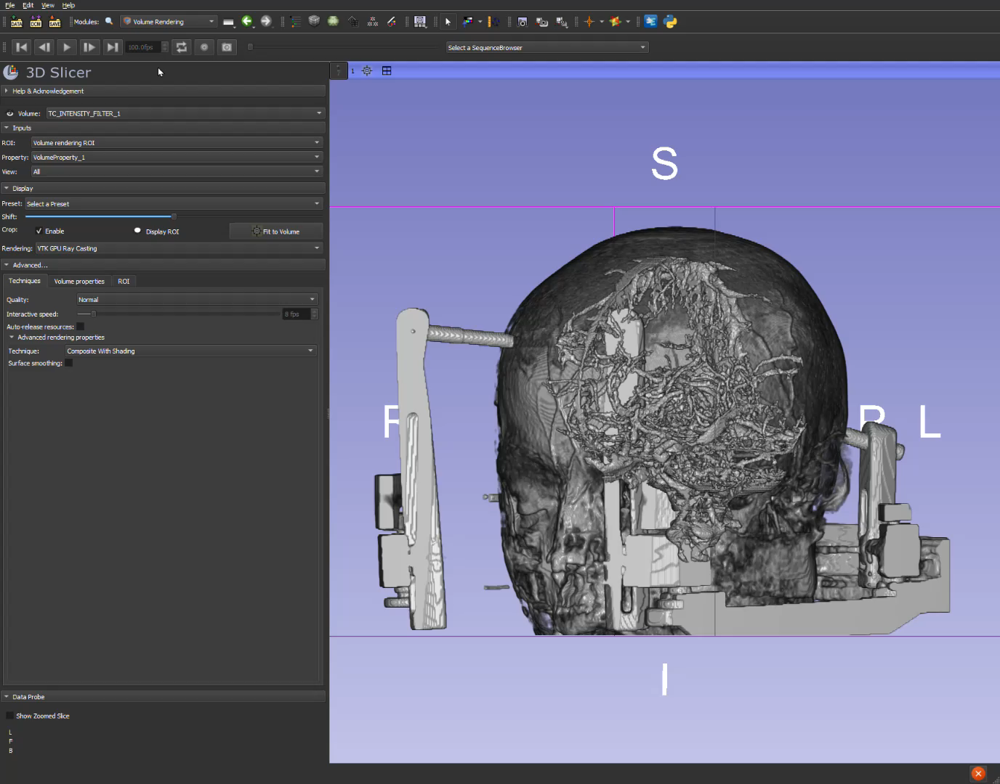 File Edit View Help
DATA DCM SAVE Modules: Volume Rendering
100.0fps Select a SequenceBrowser
3D Slicer
1
Help & Acknowledgement
Volume: TC_INTENSITY_FILTER_1
Inputs
ROI: Volume rendering ROI
Property: VolumeProperty_1
View: All
Display
Preset: Select a Preset
Shift:
Crop: Enable Display ROI Fit to Volume
Rendering: VTK GPU Ray Casting
Advanced...
Techniques Volume properties ROI
Quality: Normal
Interactive speed: 8 fps
Auto-release resources:
Advanced rendering properties
Technique: Composite With Shading
Surface smoothing:
Data Probe
Show Zoomed Slice
L
F
B
S
R L
I